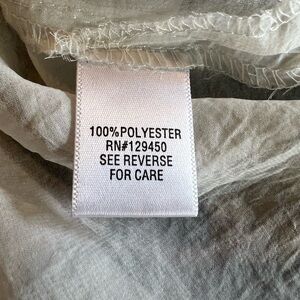 100%POLYESTER
RN#129450
SEE REVERSE
FOR CARE